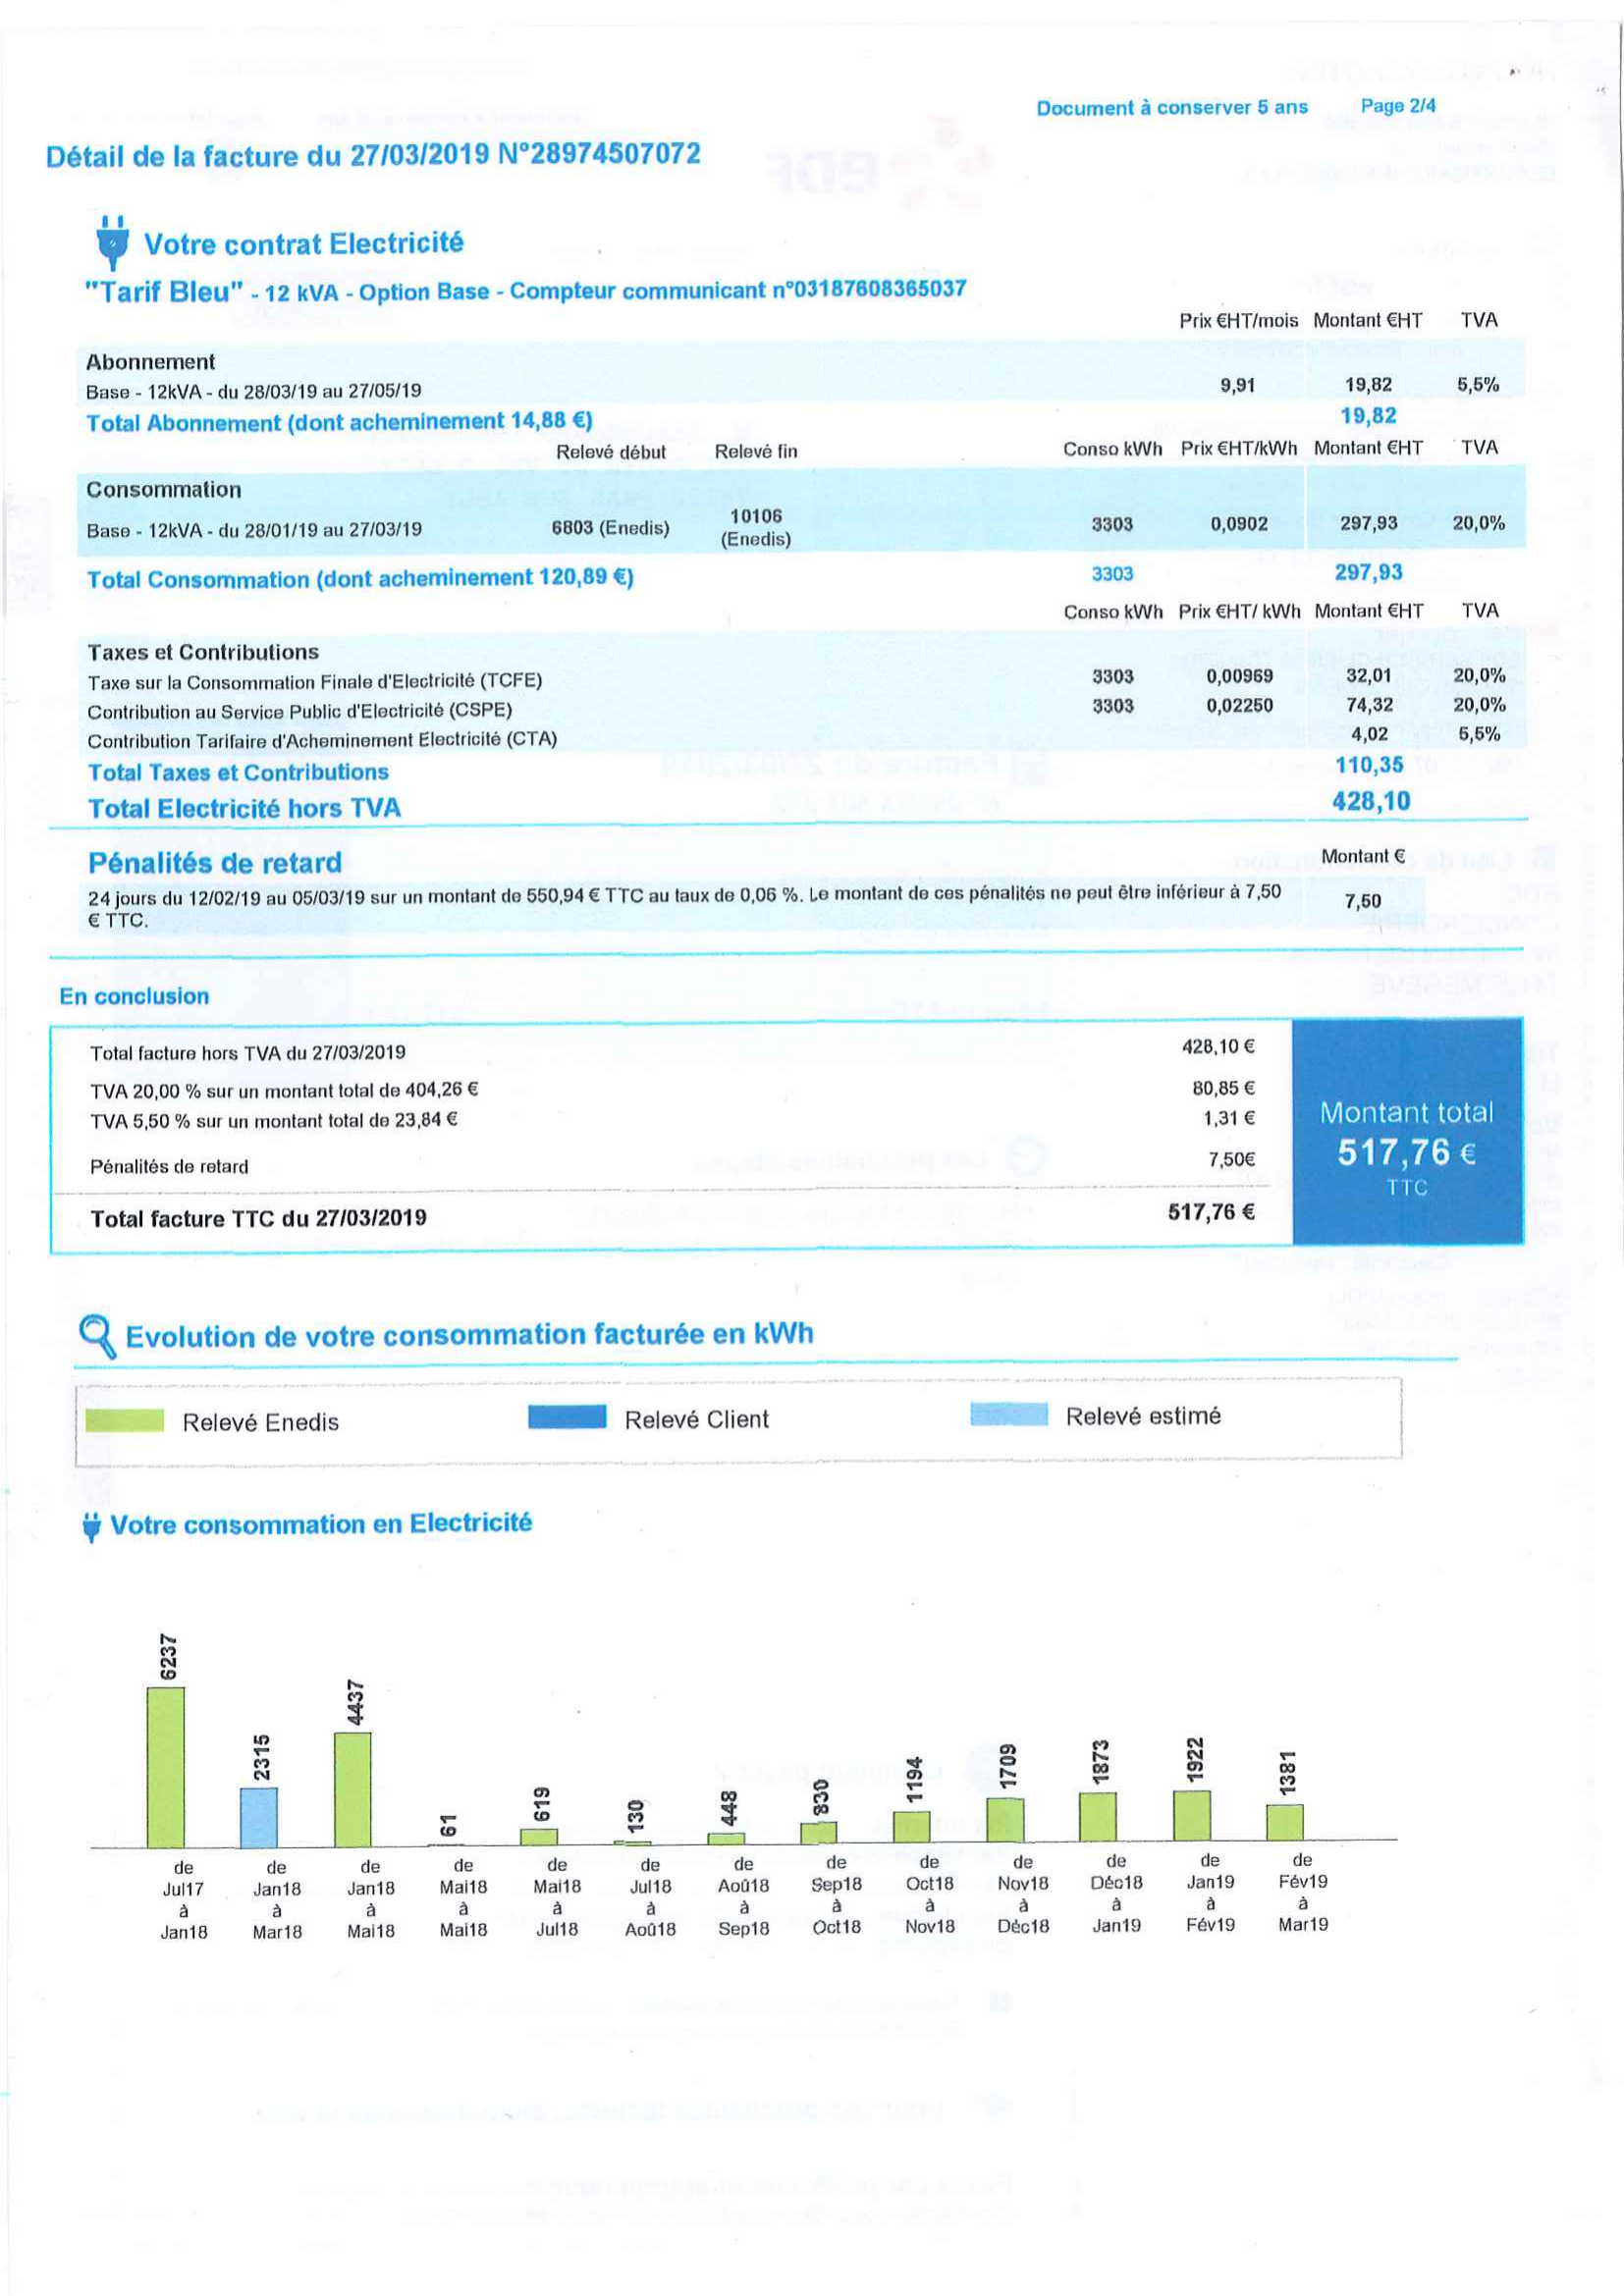 Document à conserver 5 ans Page 2/4
Détail de la facture du 27/03/2019 N°28974507072
edf
Votre contrat Electricité
"Tarif Bleu" - 12 kVA - Option Base - Compteur communicant n°03187608365037
Prix €HT/mois Montant €HT TVA
Abonnement
Base - 12kVA - du 28/03/19 au 27/05/19 9,91 19,82 5,5%
Total Abonnement (dont acheminement 14,88 €) 19,82
Relevé début Relevé fin Conso kWh Prix €HT/kWh Montant €HT TVA
Consommation
Base - 12kVA - du 28/01/19 au 27/03/19 6803 (Enedis) 10106 (Enedis) 3303 0,0902 297,93 20,0%
Total Consommation (dont acheminement 120,89 €) 3303 297,93
Conso kWh Prix €HT/ kWh Montant €HT TVA
Taxes et Contributions
Taxe sur la Consommation Finale d'Electricité (TCFE) 3303 0,00969 32,01 20,0%
Contribution au Service Public d'Electricité (CSPE) 3303 0,02250 74,32 20,0%
Contribution Tarifaire d'Acheminement Electricité (CTA) 4,02 5,5%
Total Taxes et Contributions 110,35
Total Electricité hors TVA 428,10
Pénalités de retard Montant €
24 jours du 12/02/19 au 05/03/19 sur un montant de 550,94 € TTC au taux de 0,06 %. Le montant de ces pénalités ne peut être inférieur à 7,50 7,50
€ TTC.
En conclusion
Total facture hors TVA du 27/03/2019 428,10 €
TVA 20,00 % sur un montant total de 404,26 € 80,85 €
TVA 5,50 % sur un montant total de 23,84 € 1,31 €
Pénalités de retard 7,50€
Total facture TTC du 27/03/2019 517,76 €
Montant total
517,76 €
TTC
Evolution de votre consommation facturée en kWh
Relevé Enedis Relevé Client Relevé estimé
Votre consommation en Electricité
6237 2315 4437 61 619 130 448 830 1194 1709 1873 1922 1381
de de de de de de de de de de de de de
Jul17 Jan18 Jan18 Mai18 Mai18 Jul18 Aoû18 Sep18 Oct18 Nov18 Déc18 Jan19 Fév19
à à à à à à à à à à à à à
Jan18 Mar18 Mai18 Mai18 Jul18 Aoû18 Sep18 Oct18 Nov18 Déc18 Jan19 Fév19 Mar19